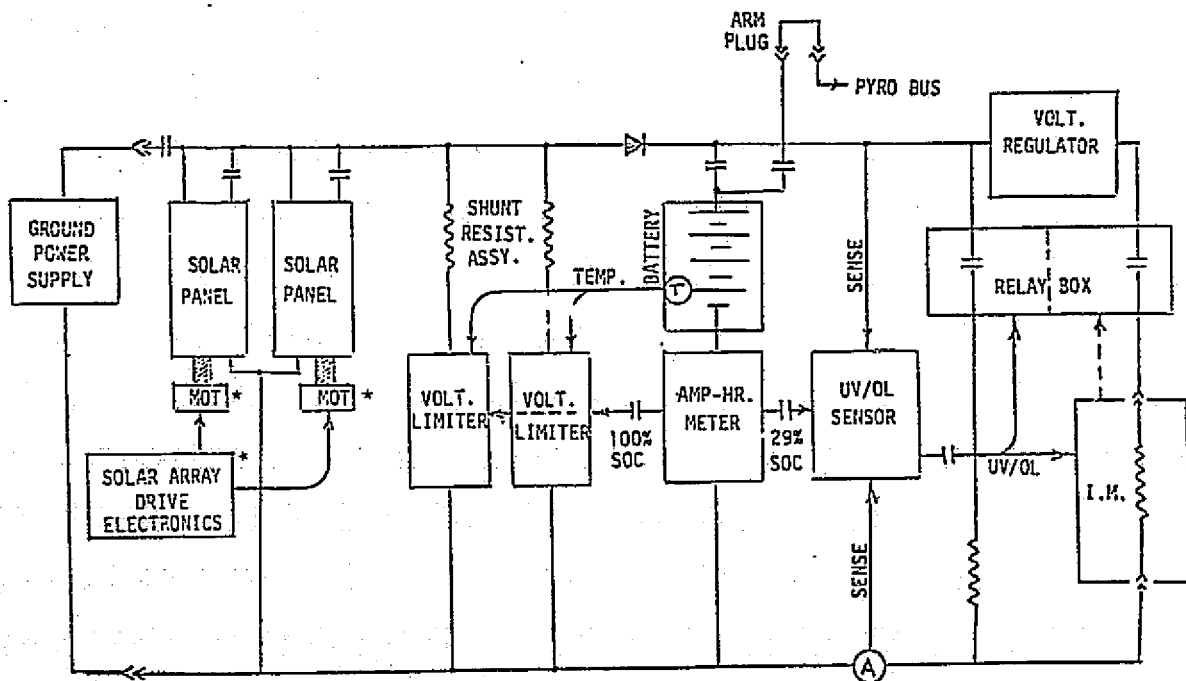 ARM
PLUG
PYRO BUS
VOLT.
REGULATOR
GROUND
POWER
SUPPLY
SOLAR
PANEL
SOLAR
PANEL
SHUNT
RESIST.
ASSY.
TEMP.
BATTERY
T
SENSE
RELAY BOX
MOT *
MOT *
VOLT.
LIMITER
VOLT.
LIMITER
100%
SOC
AMP-HR.
METER
29%
SOC
UV/OL
SENSOR
UV/OL
I.M.
*
SOLAR ARRAY
DRIVE
ELECTRONICS
SENSE
A